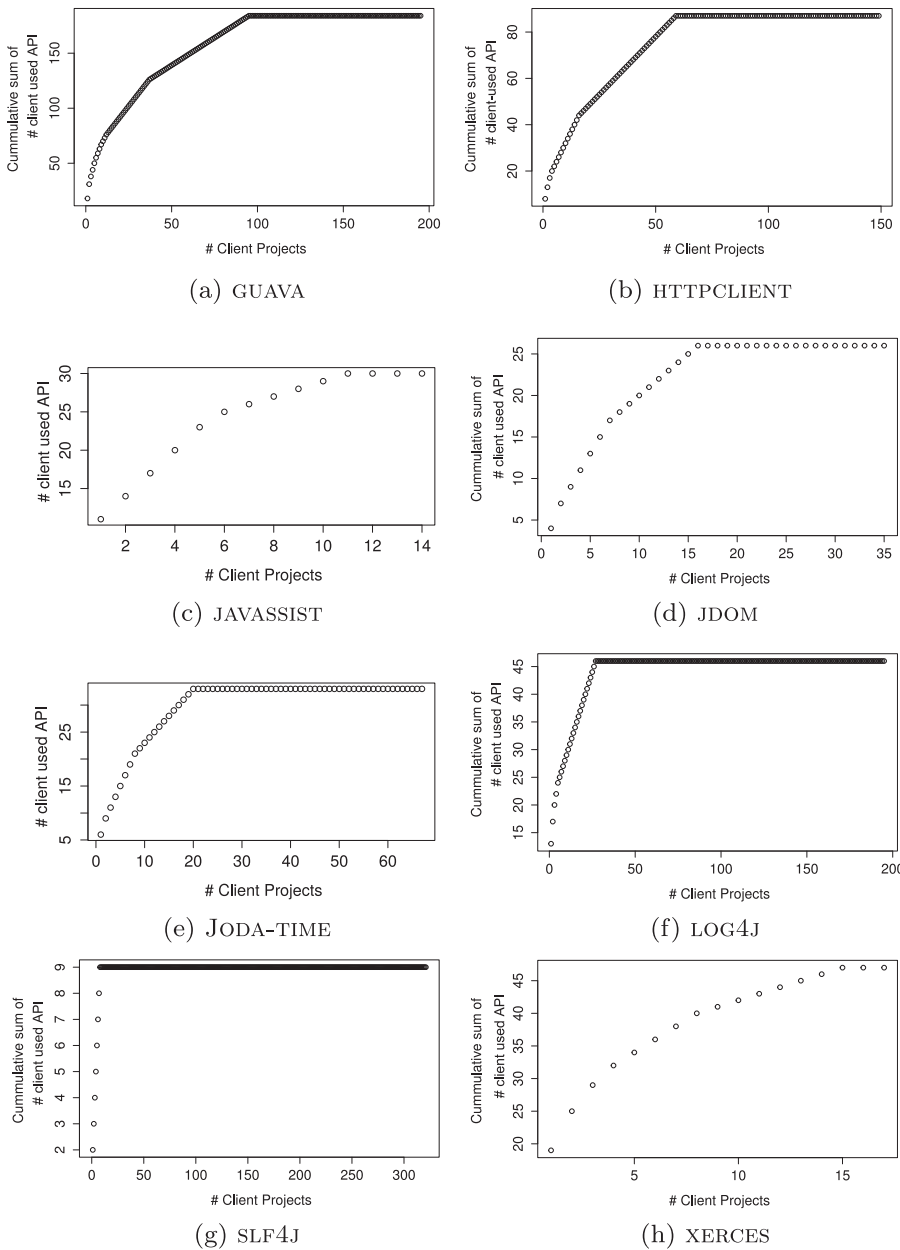 Cummulative sum of
# client used API
50 100 150
0 50 100 150 200
# Client Projects
(a) GUAVA
Cummulative sum of
# client-used API
20 40 60 80
0 50 100 150
# Client Projects
(b) HTTPCLIENT
# client used API
15 20 25 30
2 4 6 8 10 12 14
# Client Projects
(c) JAVASSIST
Cummulative sum of
# client used API
5 10 15 20 25
0 5 10 15 20 25 30 35
# Client Projects
(d) JDOM
# client used API
5 15 25
0 10 20 30 40 50 60
# Client Projects
(e) JODA-TIME
Cummulative sum of
# client used API
15 20 25 30 35 40 45
0 50 100 150 200
# Client Projects
(f) LOG4J
Cummulative sum of
# client used API
2 3 4 5 6 7 8 9
0 50 100 150 200 250 300
# Client Projects
(g) SLF4J
Cummulative sum of
# client used API
20 25 30 35 40 45
5 10 15
# Client Projects
(h) XERCES